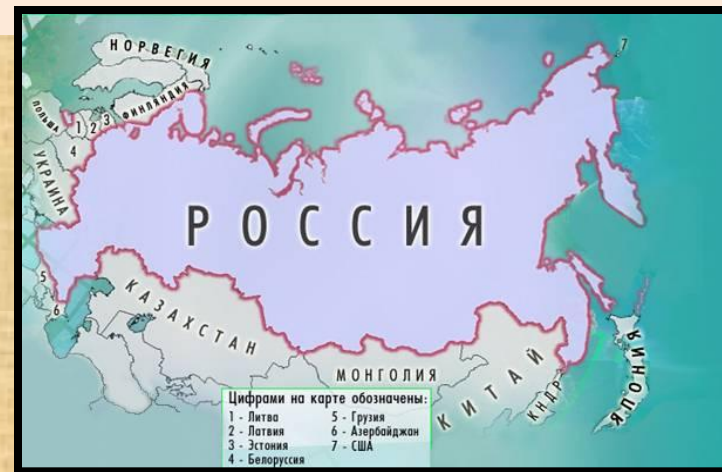 НОРВЕГИЯ
7
ФИНЛЯНДИЯ
ПОЛЬША
1 2 3
4
УКРАИНА
РОССИЯ
5
6
КАЗАХСТАН
МОНГОЛИЯ
КИТАЙ
КНДР
ЯПОНИЯ
Цифрами на карте обозначены:
1 - Литва 5 - Грузия
2 - Латвия 6 - Азербайджан
3 - Эстония 7 - США
4 - Белоруссия